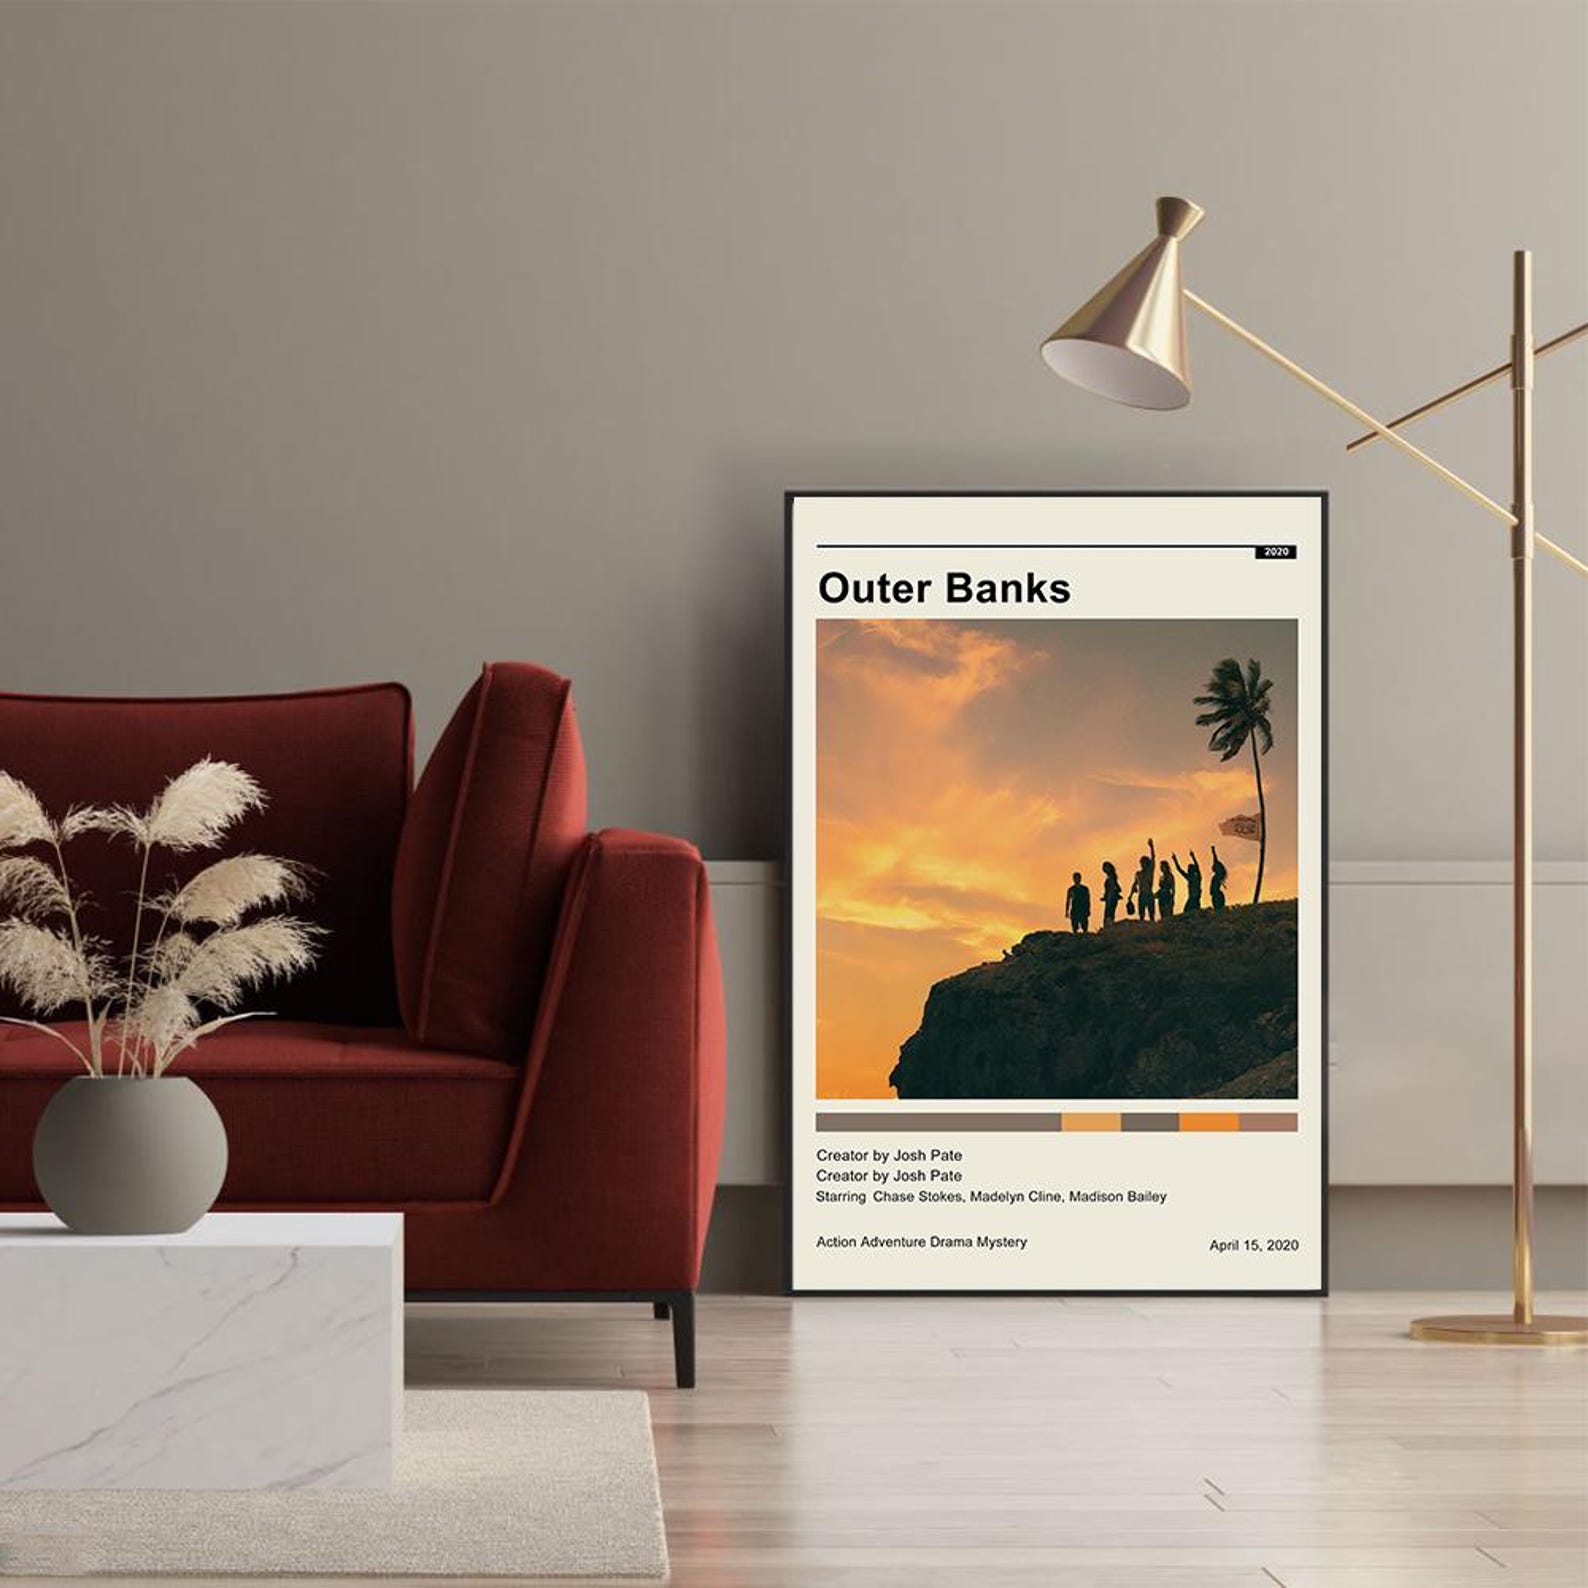 2020
Outer Banks
Creator by Josh Pate
Creator by Josh Pate
Starring Chase Stokes, Madelyn Cline, Madison Bailey
Action Adventure Drama Mystery
April 15, 2020